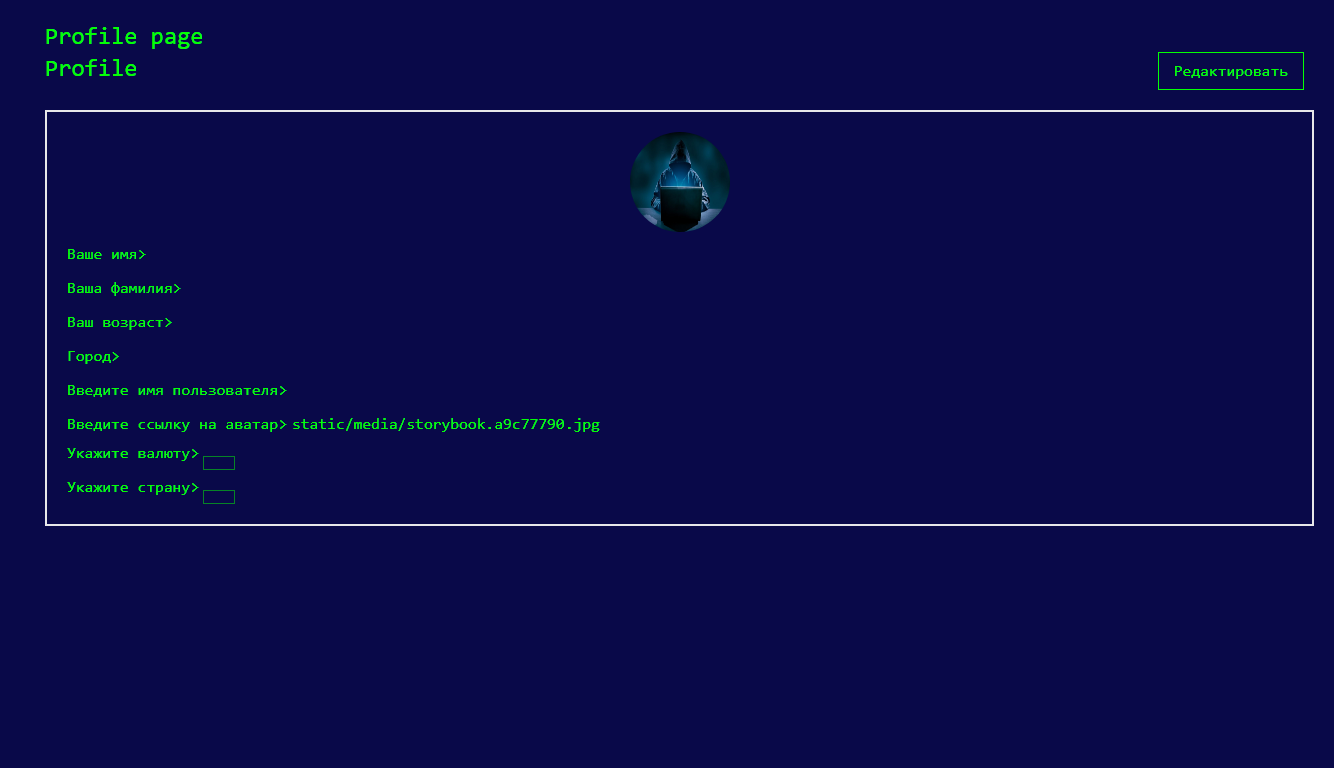 Profile page
Profile
Редактировать
Ваше имя>
Ваша фамилия>
Ваш возраст>
Город>
Введите имя пользователя>
Введите ссылку на аватар> static/media/storybook.a9c77790.jpg
Укажите валюту>
Укажите страну>